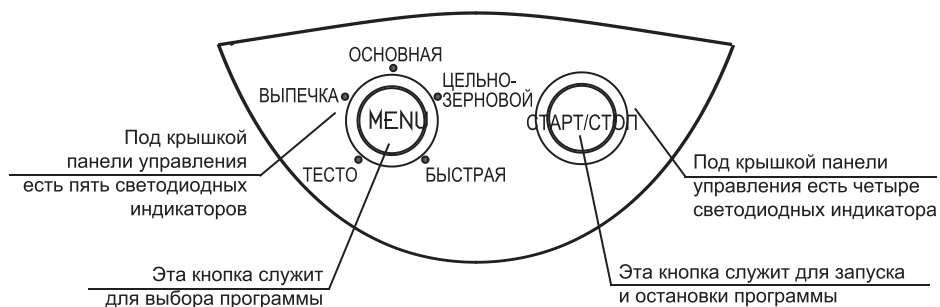 ОСНОВНАЯ
ВЫПЕЧКА
ЦЕЛЬНО-
ЗЕРНОВОЙ
MENU
СТАРТ/СТОП
ТЕСТО
БЫСТРАЯ
Под крышкой
панели управления
есть пять светодиодных
индикаторов
Под крышкой панели
управления есть четыре
светодиодных индикатора
Эта кнопка служит
для выбора программы
Эта кнопка служит для запуска
и остановки программы